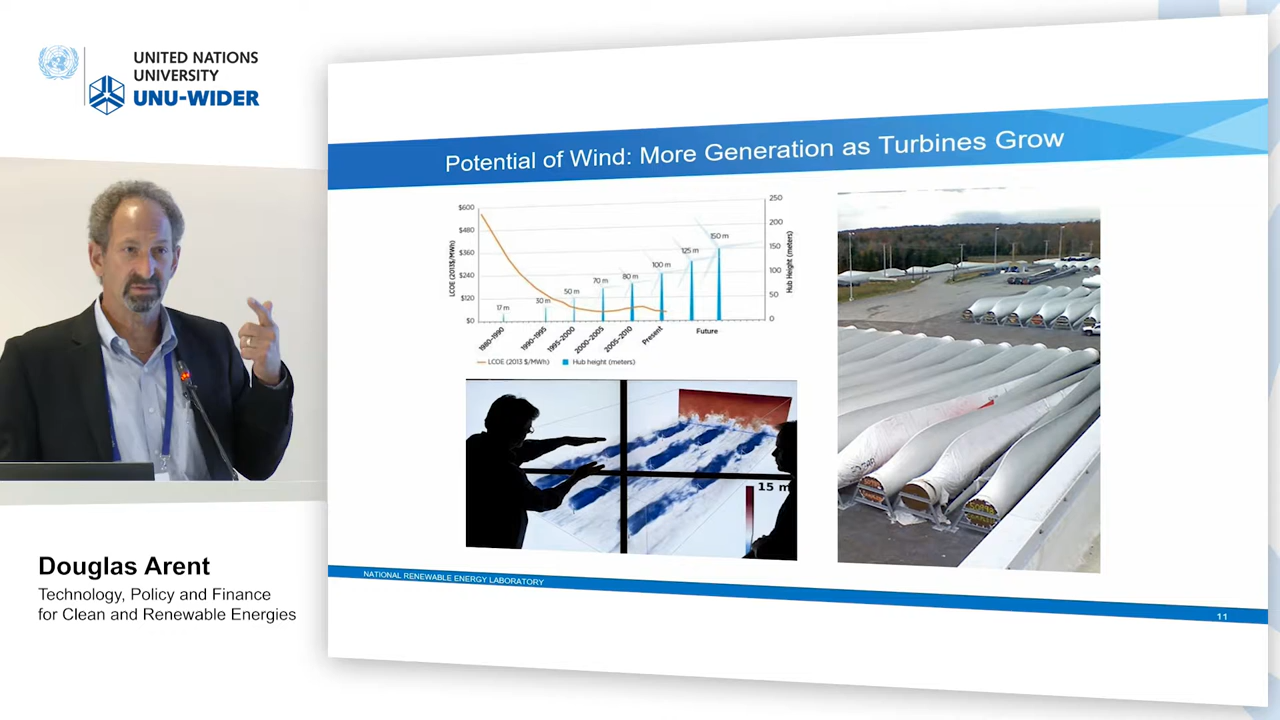 UNITED NATIONS
UNIVERSITY
UNU-WIDER
Potential of Wind: More Generation as Turbines Grow
$600
$480
$360
$240
$120
$0
LCOE (2013$/MWh)
17 m
30 m
50 m
70 m
80 m
100 m
125 m
150 m
250
200
150
100
50
0
Hub Height (meters)
1980-1990
1990-1995
1995-2000
2000-2005
2005-2010
Present
Future
LCOE (2013 $/MWh)
Hub height (meters)
15 m
NATIONAL RENEWABLE ENERGY LABORATORY
11
Douglas Arent
Technology, Policy and Finance
for Clean and Renewable Energies